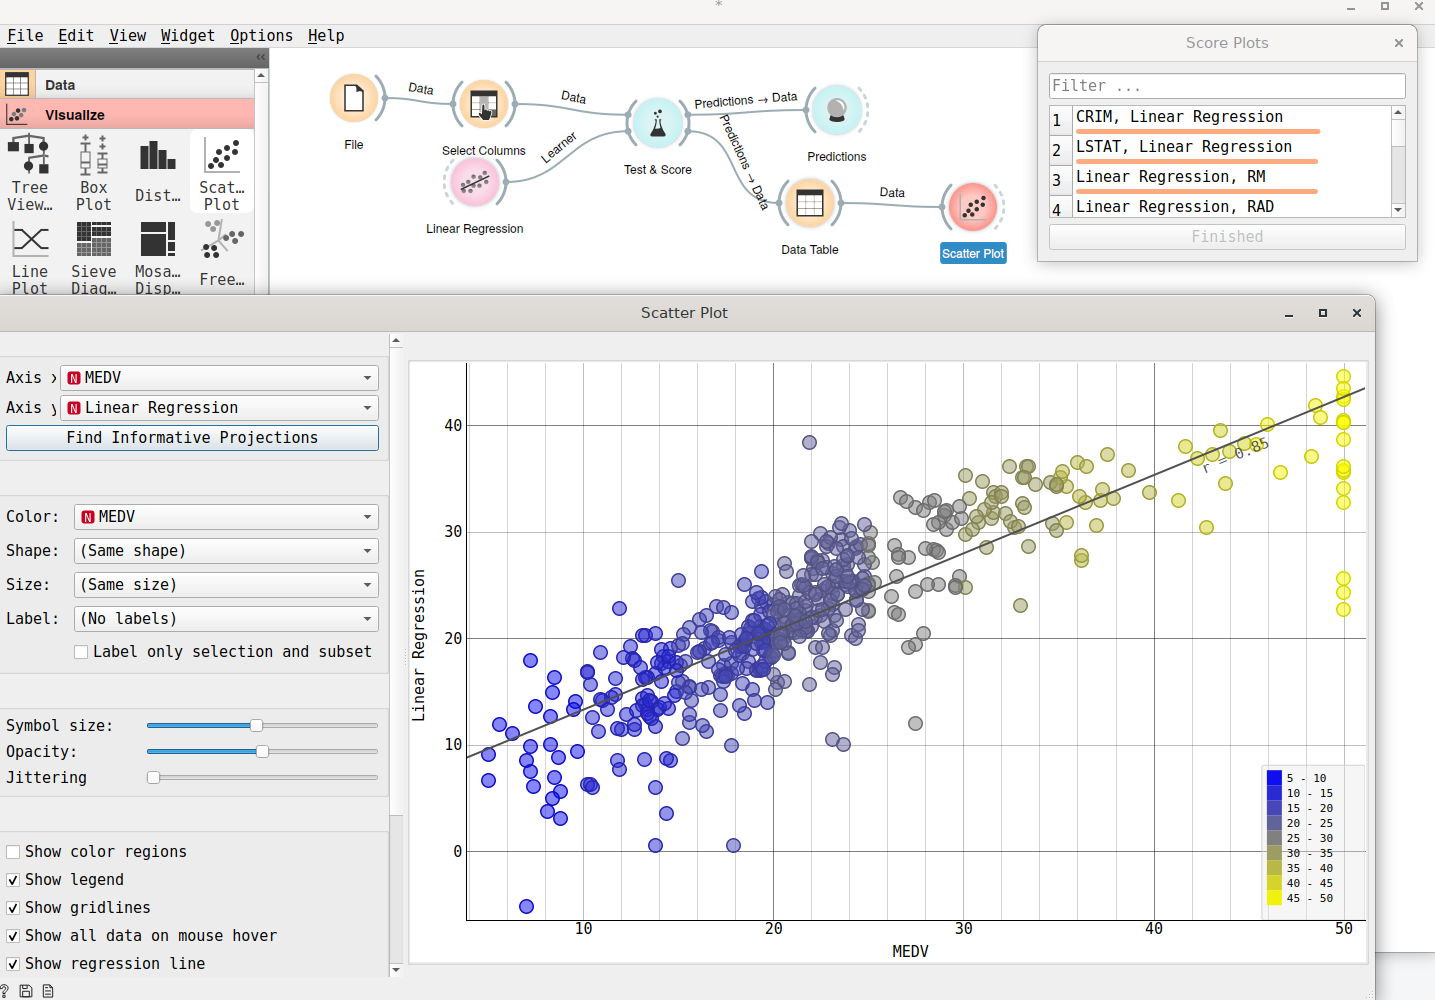 *
File Edit View Widget Options Help
Data
Visualize
Tree View...
Box Plot
Dist...
Scat... Plot
Line Plot
Sieve Diag...
Mosa... Disp...
Free...
File
Data
Select Columns
Data
Linear Regression
Learner
Test & Score
Predictions → Data
Predictions
Predictions → Data
Data Table
Data
Scatter Plot
Score Plots
Filter ...
1 CRIM, Linear Regression
2 LSTAT, Linear Regression
3 Linear Regression, RM
4 Linear Regression, RAD
Finished
Scatter Plot
Axis x N MEDV
Axis y N Linear Regression
Find Informative Projections
Color: N MEDV
Shape: (Same shape)
Size: (Same size)
Label: (No labels)
Label only selection and subset
Symbol size:
Opacity:
Jittering
Show color regions
Show legend
Show gridlines
Show all data on mouse hover
Show regression line
?
Linear Regression
40
30
20
10
0
r = 0.85
5 - 10
10 - 15
15 - 20
20 - 25
25 - 30
30 - 35
35 - 40
40 - 45
45 - 50
10 20 30 40 50
MEDV